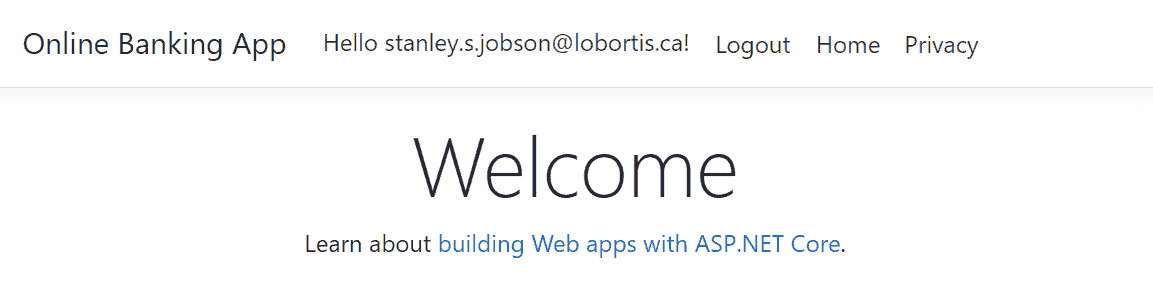 Online Banking App Hello stanley.s.jobson@lobortis.ca! Logout Home Privacy
Welcome
Learn about building Web apps with ASP.NET Core.